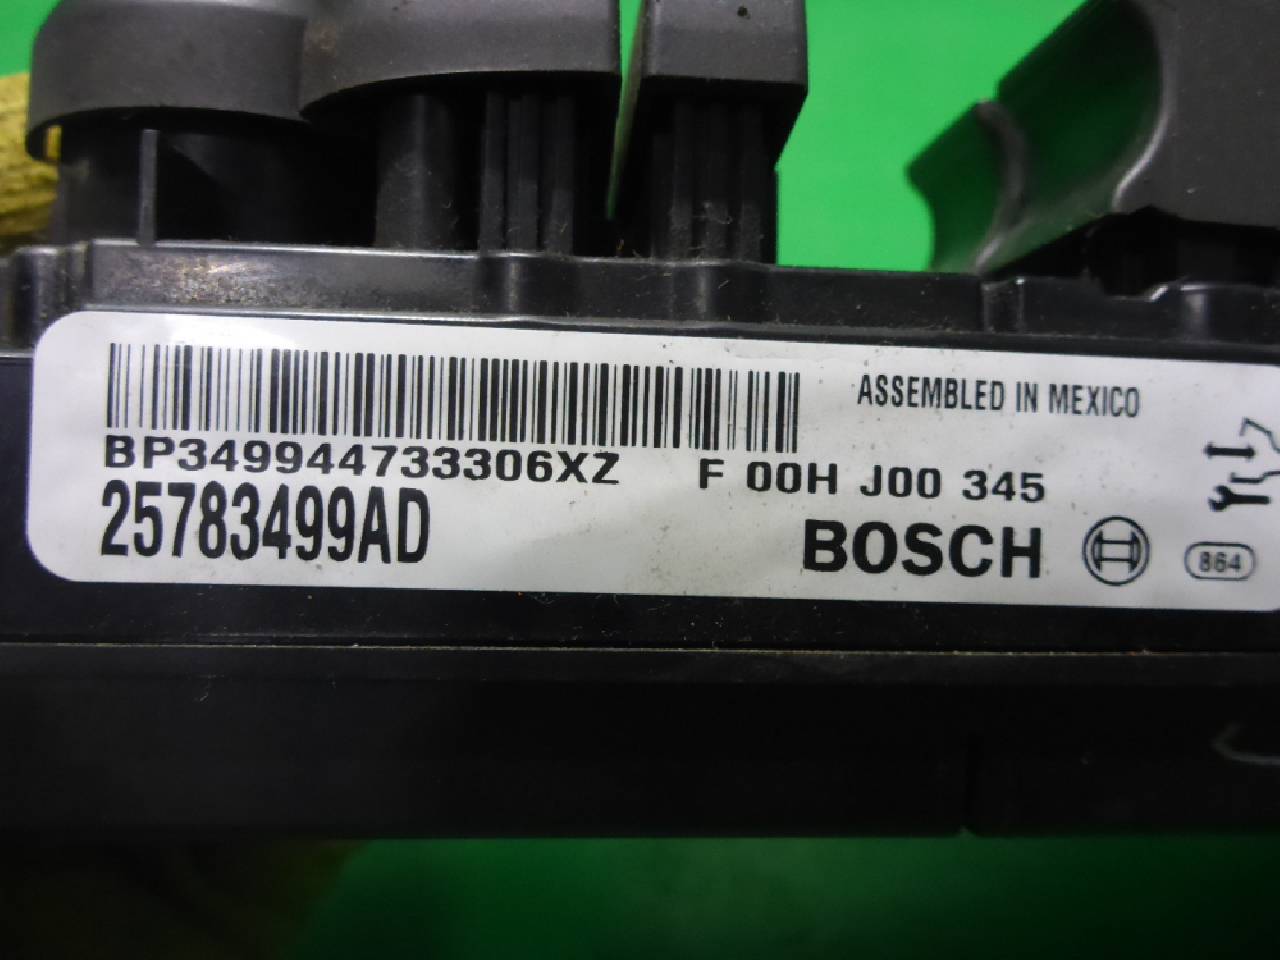 ASSEMBLED IN MEXICO
BP349944733306XZ F 00H J00 345
25783499AD
BOSCH
864